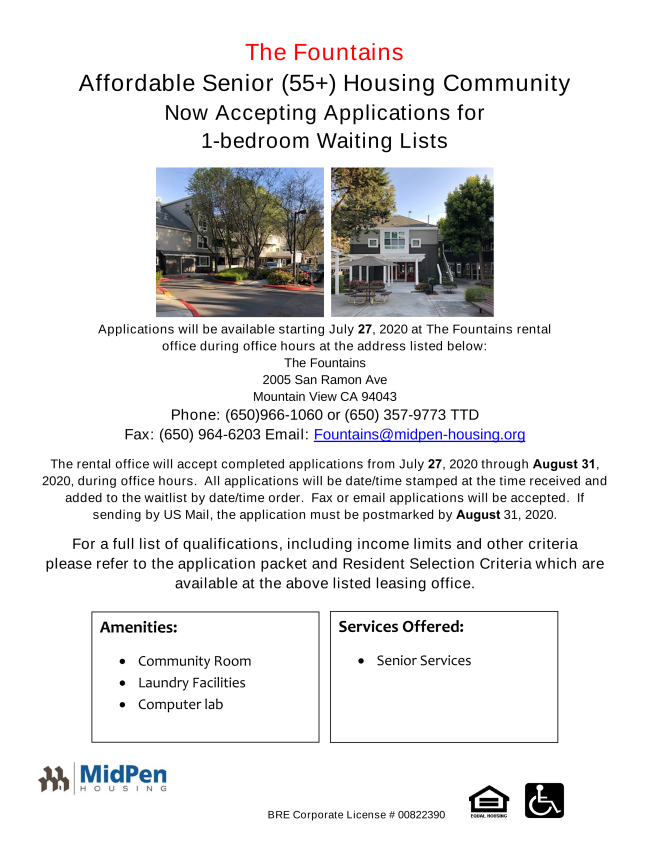 The Fountains
Affordable Senior (55+) Housing Community
Now Accepting Applications for
1-bedroom Waiting Lists
Applications will be available starting July 27, 2020 at The Fountains rental
office during office hours at the address listed below:
The Fountains
2005 San Ramon Ave
Mountain View CA 94043
Phone: (650)966-1060 or (650) 357-9773 TTD
Fax: (650) 964-6203 Email: Fountains@midpen-housing.org
The rental office will accept completed applications from July 27, 2020 through August 31,
2020, during office hours. All applications will be date/time stamped at the time received and
added to the waitlist by date/time order. Fax or email applications will be accepted. If
sending by US Mail, the application must be postmarked by August 31, 2020.
For a full list of qualifications, including income limits and other criteria
please refer to the application packet and Resident Selection Criteria which are
available at the above listed leasing office.
Amenities:
• Community Room
• Laundry Facilities
• Computer lab
Services Offered:
• Senior Services
MidPen
HOUSING
BRE Corporate License # 00822390
EQUAL HOUSING